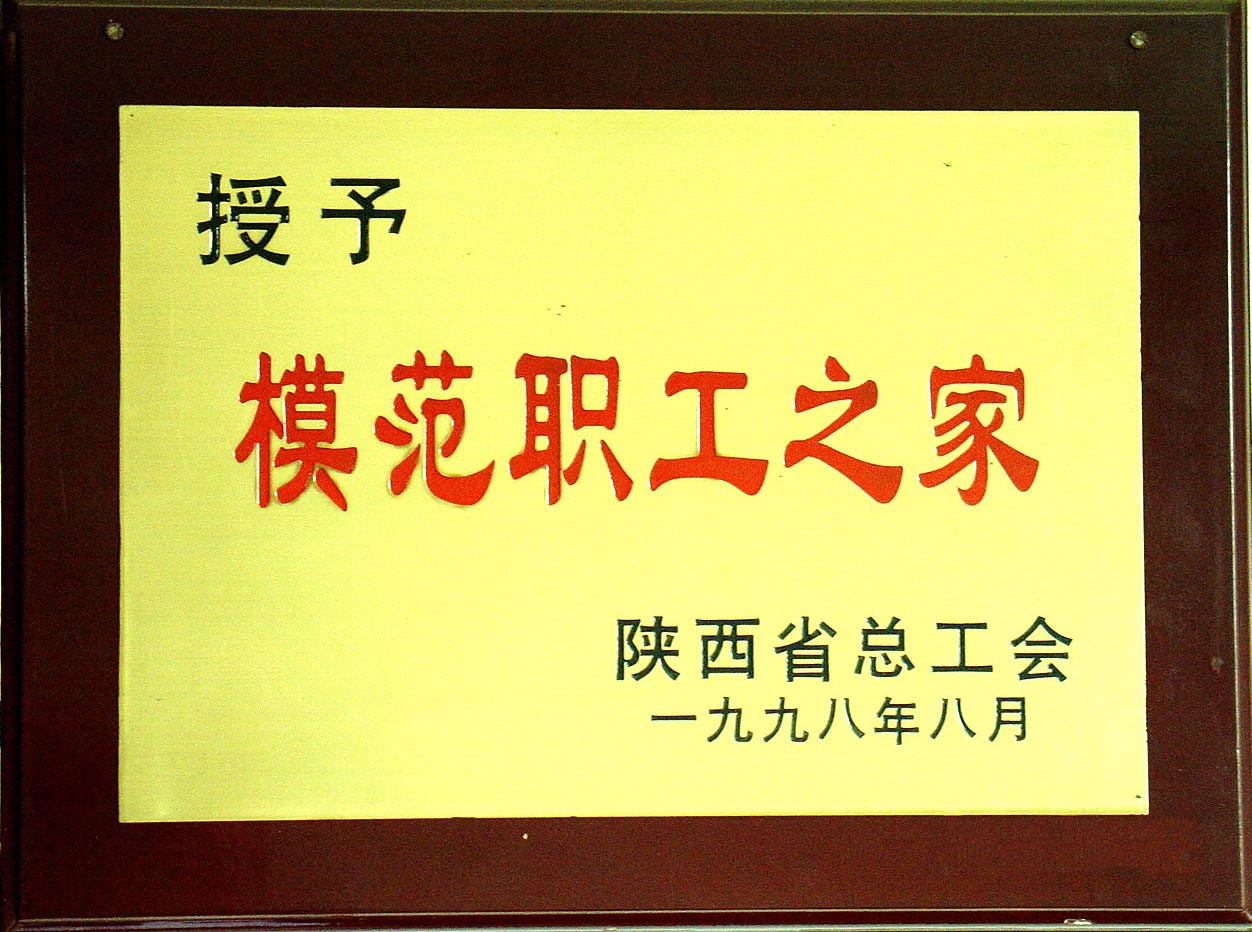 授予
模范职工之家
陕西省总工会
一九九八年八月